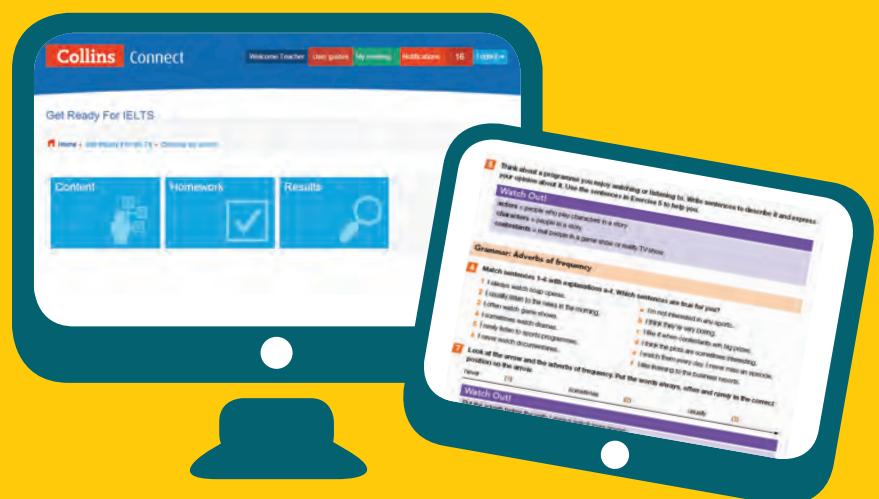 Collins Connect
Welcome Teacher User guides My meeting Notifications 16
Get Ready For IELTS
Home
Content
Homework
Results
5 Think about a programme you enjoy watching or listening to. Write sentences to describe it and express
your opinion about it. Use the sentences in Exercise 5 to help you.
Watch Out!
actors = people who play characters in a story
characters = people in a story
contestants = real people in a game show or reality TV show
Grammar: Adverbs of frequency
6 Match sentences 1–6 with explanations a–f. Which sentences are true for you?
1 I always watch soap operas.
2 I usually listen to the news in the morning.
3 I often watch game shows.
4 I sometimes watch dramas.
5 I rarely listen to sports programmes.
6 I never watch documentaries.
a I'm not interested in any sports.
b I think they're very boring.
c I like it when contestants win big prizes.
d I think the plots are sometimes interesting.
e I watch them every day. I never miss an episode.
f I like listening to the business reports.
7 Look at the arrow and the adverbs of frequency. Put the words always, often and rarely in the correct
position on the arrow.
never (1) sometimes (2) usually (3)
Watch Out!